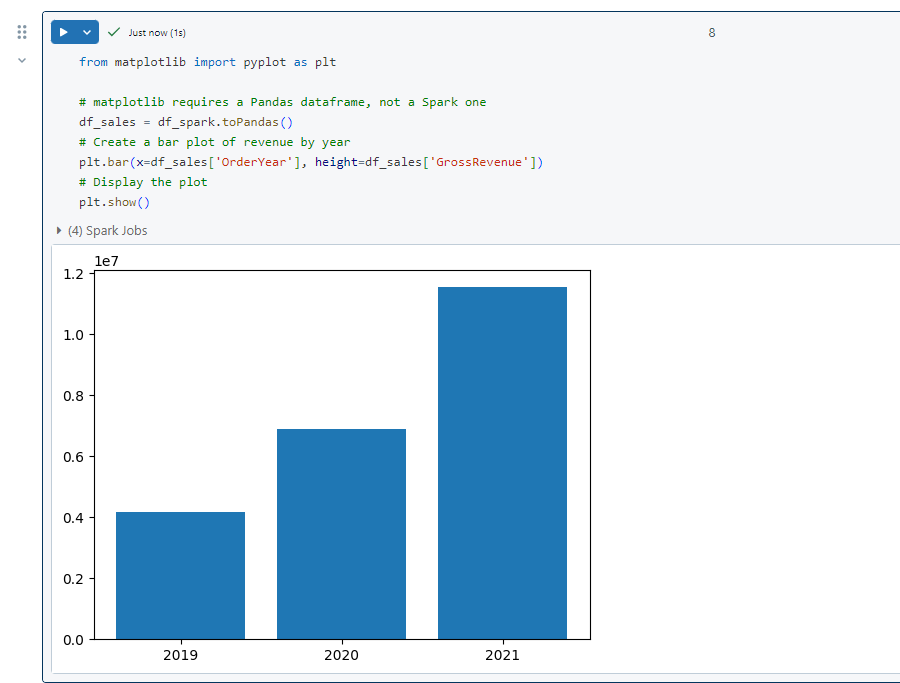 Just now (1s)
8
from matplotlib import pyplot as plt
# matplotlib requires a Pandas dataframe, not a Spark one
df_sales = df_spark.toPandas()
# Create a bar plot of revenue by year
plt.bar(x=df_sales['OrderYear'], height=df_sales['GrossRevenue'])
# Display the plot
plt.show()
(4) Spark Jobs
1e7
1.2
1.0
0.8
0.6
0.4
0.2
0.0
2019 2020 2021